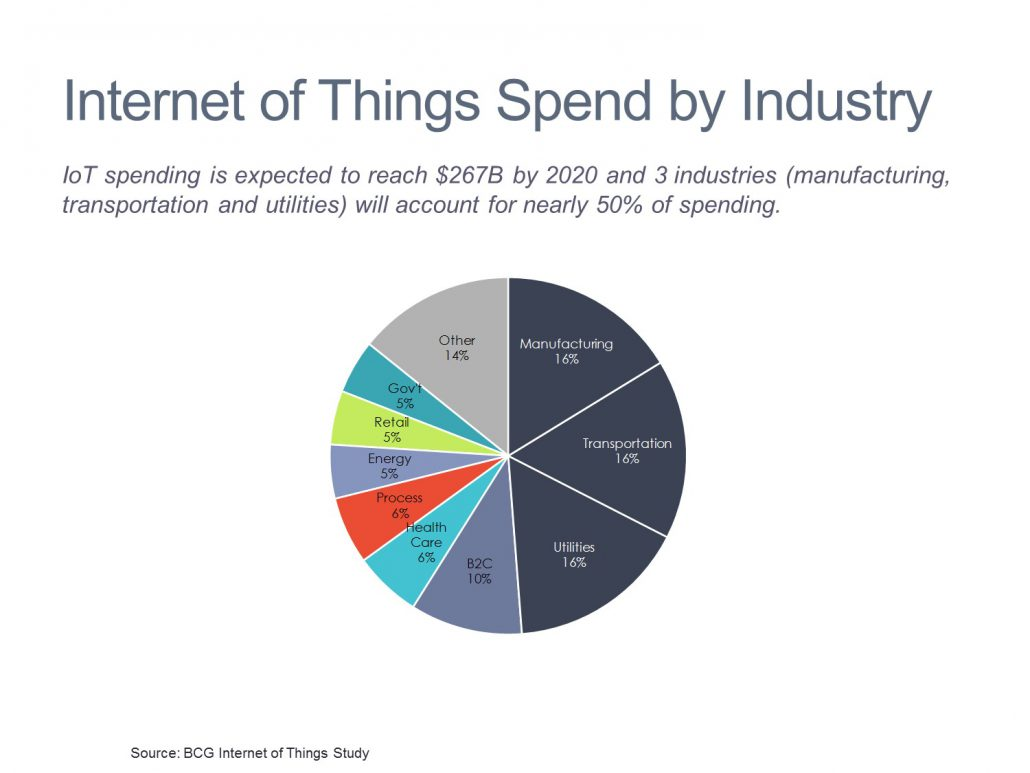 Internet of Things Spend by Industry
IoT spending is expected to reach $267B by 2020 and 3 industries (manufacturing,
transportation and utilities) will account for nearly 50% of spending.
Other
14%
Manufacturing
16%
Gov't
5%
Retail
5%
Transportation
16%
Energy
5%
Process
6%
Health
Care
6%
Utilities
16%
B2C
10%
Source: BCG Internet of Things Study